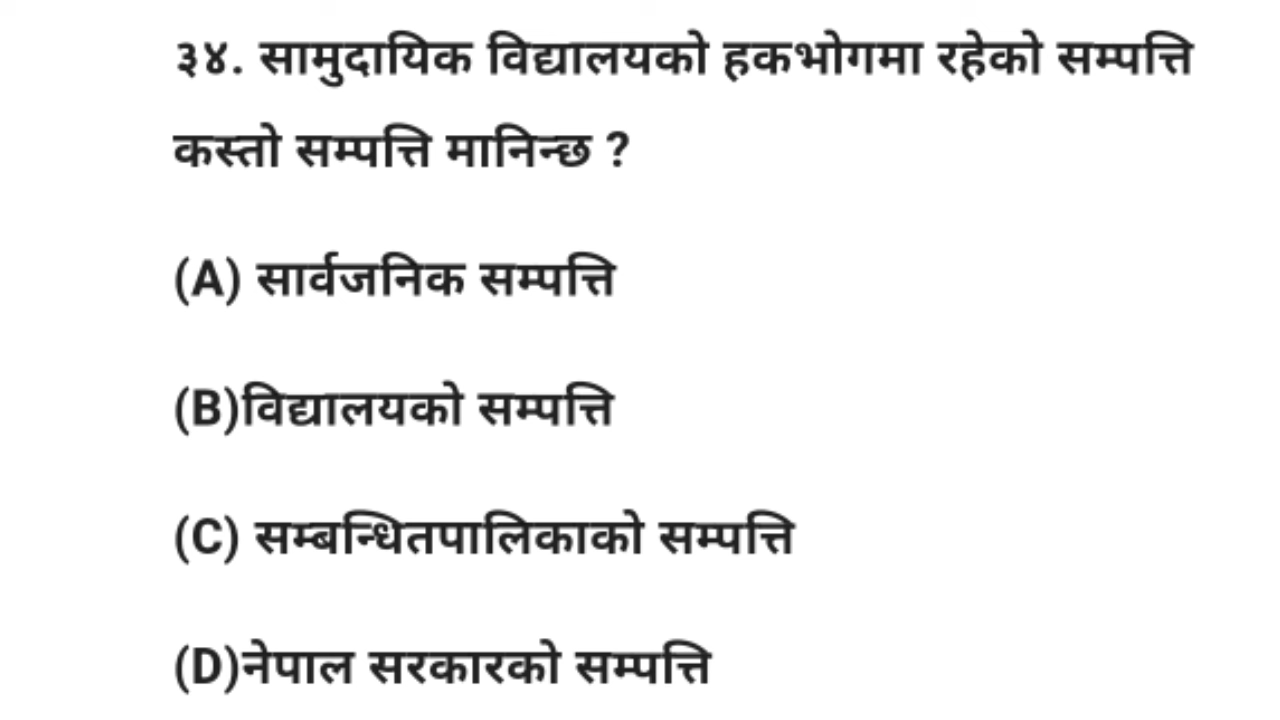 ३४. सामुदायिक विद्यालयको हकभोगमा रहेको सम्पत्ति
कस्तो सम्पत्ति मानिन्छ ?
(A) सार्वजनिक सम्पत्ति
(B)विद्यालयको सम्पत्ति
(C) सम्बन्धितपालिकाको सम्पत्ति
(D)नेपाल सरकारको सम्पत्ति